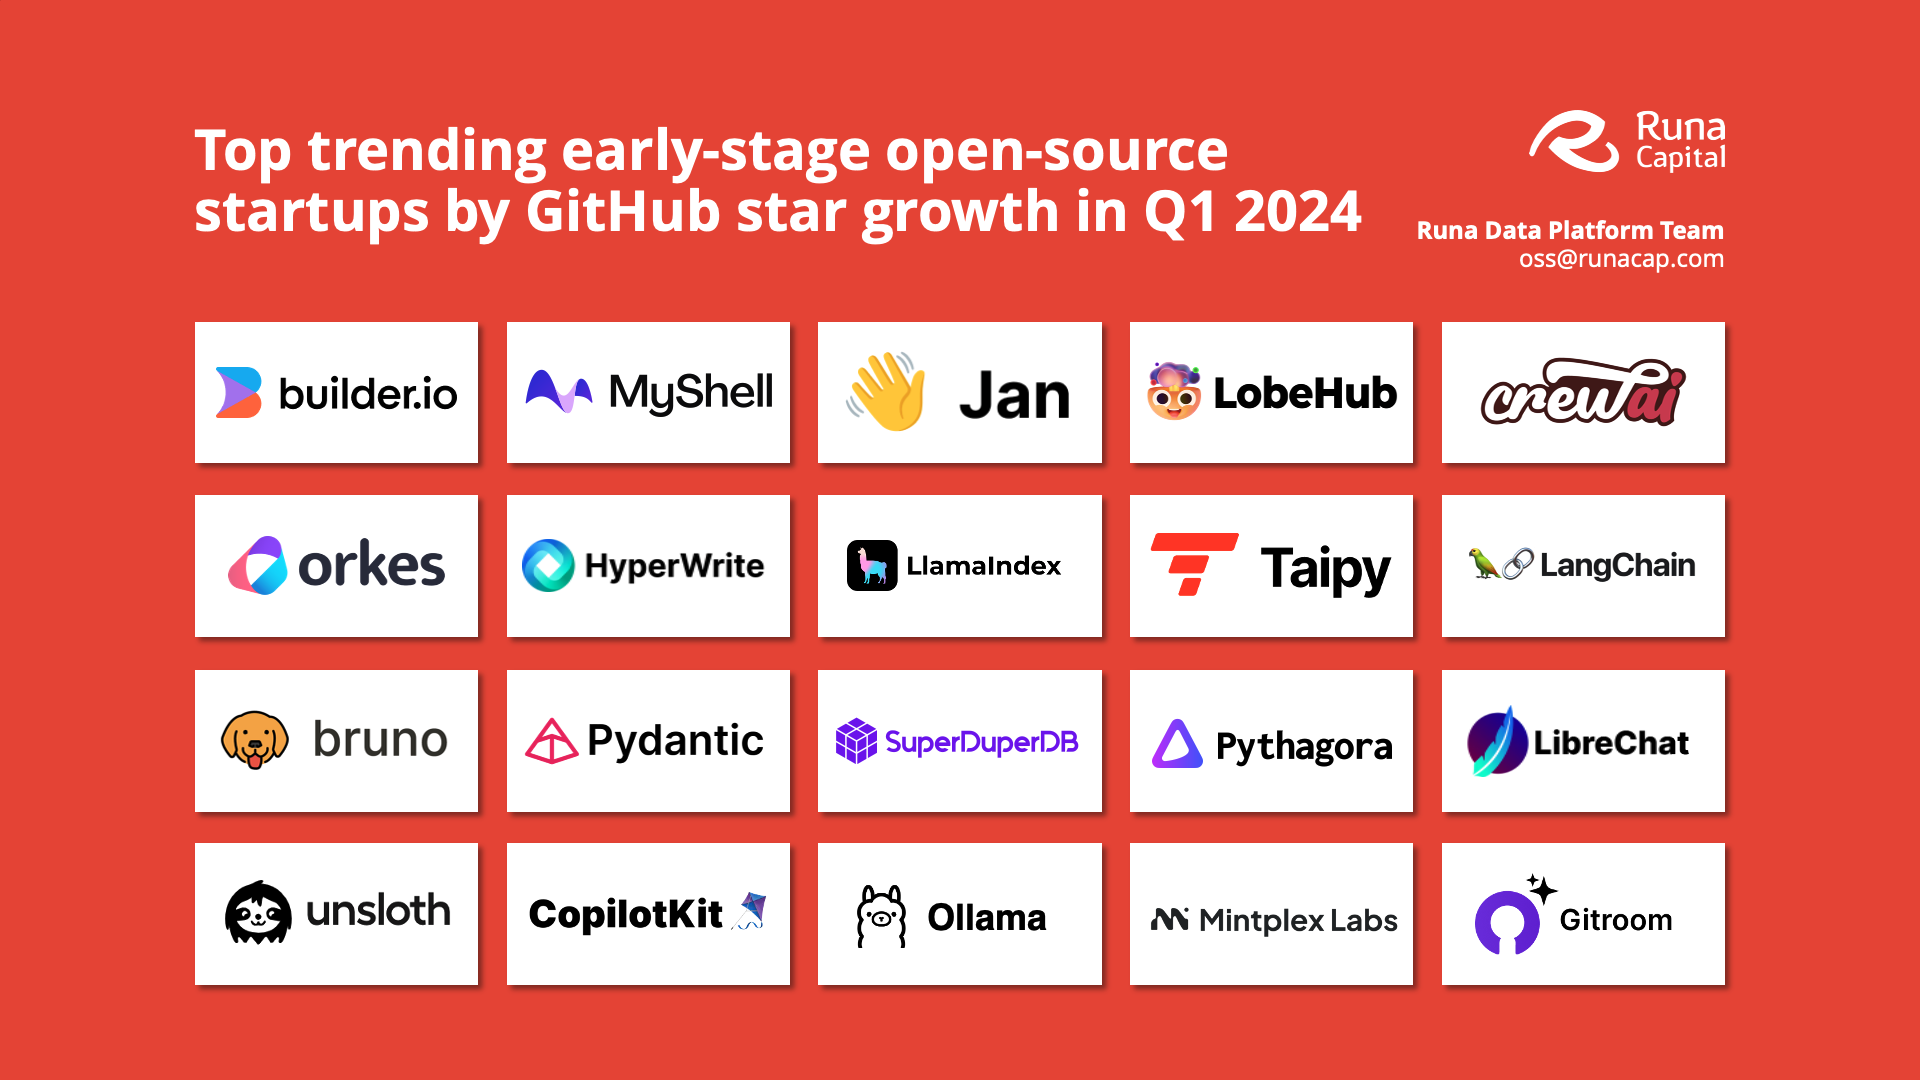 Top trending early-stage open-source
startups by GitHub star growth in Q1 2024
Runa
Capital
Runa Data Platform Team
oss@runacap.com
builder.io
MyShell
Jan
LobeHub
crewai
orkes
HyperWrite
LlamaIndex
Taipy
LangChain
bruno
Pydantic
SuperDuperDB
Pythagora
LibreChat
unsloth
CopilotKit
Ollama
Mintplex Labs
Gitroom